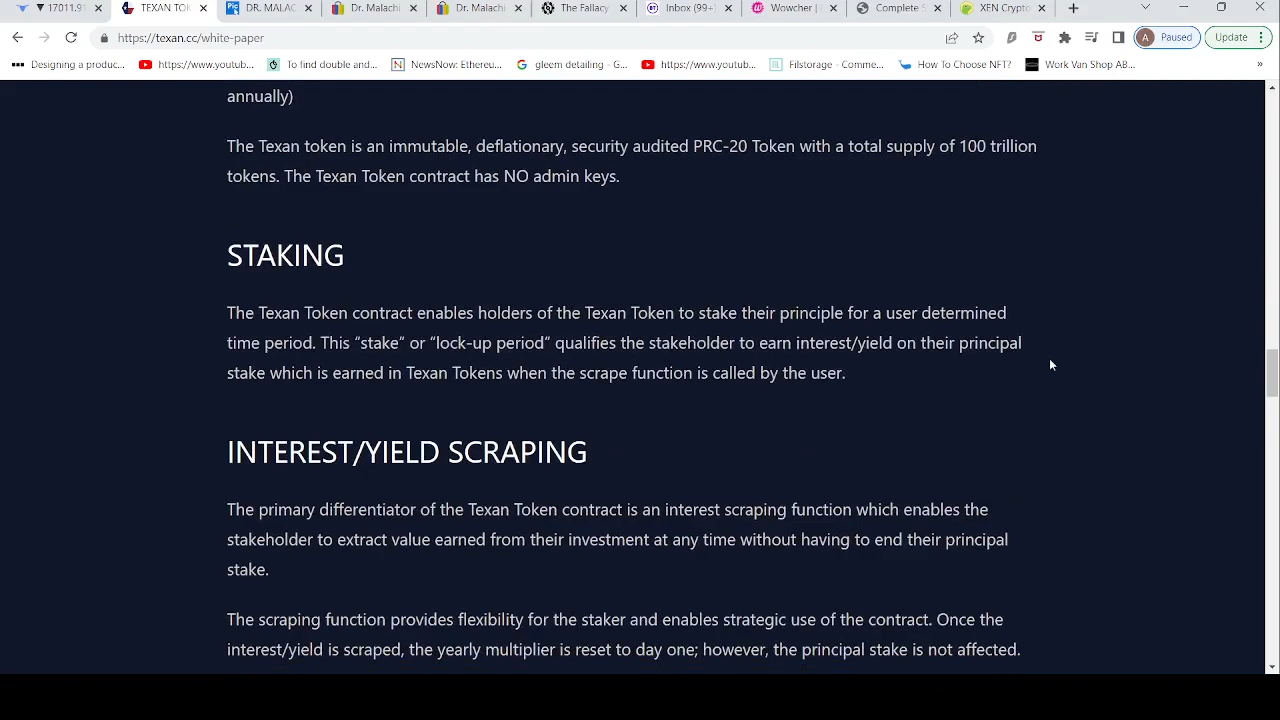 17011.91
TEXAN TOK
DR. MALAC
Dr. Malachi
Dr. Malachi
The Fallacy
Inbox (99+)
Wowcher |
Complete S
XEN Crypto
https://texan.cc/white-paper
A Paused
Update
Designing a produc...
https://www.youtub...
To find double and...
NewsNow: Ethereu...
gleem detailing - G...
https://www.youtub...
Filstorage - Comme...
How To Choose NFT?
Work Van Shop AB...
»
annually)
The Texan token is an immutable, deflationary, security audited PRC-20 Token with a total supply of 100 trillion
tokens. The Texan Token contract has NO admin keys.
STAKING
The Texan Token contract enables holders of the Texan Token to stake their principle for a user determined
time period. This “stake” or “lock-up period” qualifies the stakeholder to earn interest/yield on their principal
stake which is earned in Texan Tokens when the scrape function is called by the user.
INTEREST/YIELD SCRAPING
The primary differentiator of the Texan Token contract is an interest scraping function which enables the
stakeholder to extract value earned from their investment at any time without having to end their principal
stake.
The scraping function provides flexibility for the staker and enables strategic use of the contract. Once the
interest/yield is scraped, the yearly multiplier is reset to day one; however, the principal stake is not affected.